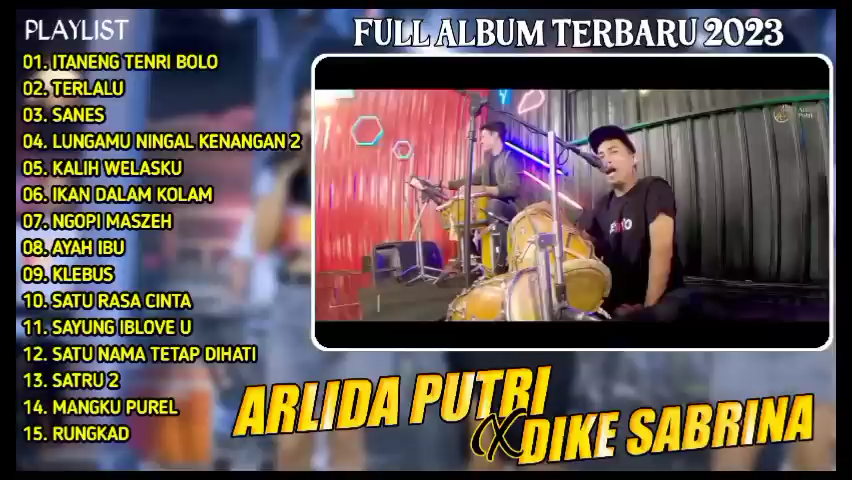 PLAYLIST
FULL ALBUM TERBARU 2023
01. ITANENG TENRI BOLO
02. TERLALU
03. SANES
04. LUNGAMU NINGAL KENANGAN 2
05. KALIH WELASKU
06. IKAN DALAM KOLAM
07. NGOPI MASZEH
08. AYAH IBU
09. KLEBUS
10. SATU RASA CINTA
11. SAYUNG IBLOVE U
12. SATU NAMA TETAP DIHATI
13. SATRU 2
14. MANGKU PUREL
15. RUNGKAD
ARLIDA PUTRI
X DIKE SABRINA